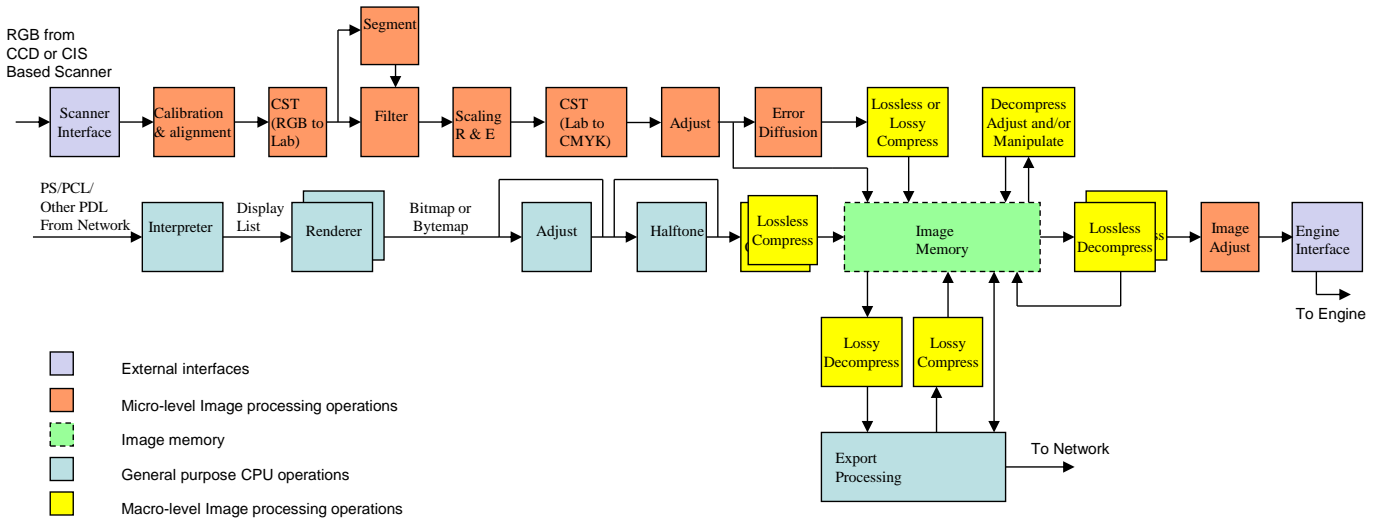 RGB from
CCD or CIS
Based Scanner
Segment
Scanner
Interface
Calibration
& alignment
CST
(RGB to
Lab)
Filter
Scaling
R & E
CST
(Lab to
CMYK)
Adjust
Error
Diffusion
Lossless or
Lossy
Compress
Decompress
Adjust and/or
Manipulate
PS/PCL/
Other PDL
From Network
Interpreter
Display
List
Renderer
Bitmap or
Bytemap
Adjust
Halftone
Lossless
Compress
Image
Memory
Lossless
Decompress
Image
Adjust
Engine
Interface
To Engine
Lossy
Decompress
Lossy
Compress
Export
Processing
To Network
External interfaces
Micro-level Image processing operations
Image memory
General purpose CPU operations
Macro-level Image processing operations